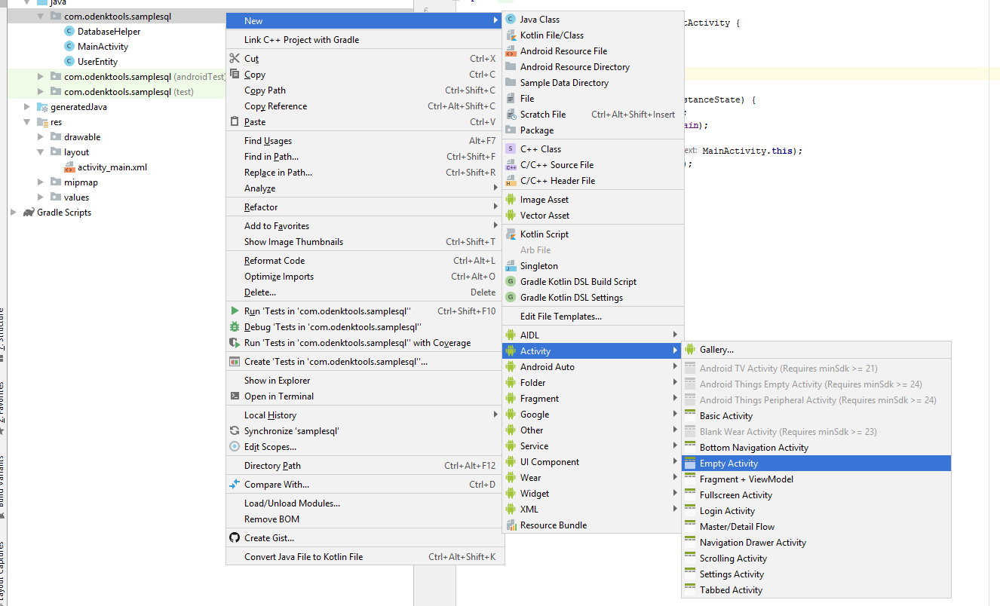 java
com.odenktools.samplesql
DatabaseHelper
MainActivity
UserEntity
com.odenktools.samplesql (androidTest)
com.odenktools.samplesql (test)
generatedJava
res
drawable
layout
activity_main.xml
mipmap
values
Gradle Scripts
7: Structure
2: Favorites
Build Variants
Layout Captures
New
Link C++ Project with Gradle
Cut Ctrl+X
Copy Ctrl+C
Copy Path Ctrl+Shift+C
Copy Reference Ctrl+Alt+Shift+C
Paste Ctrl+V
Find Usages Alt+F7
Find in Path... Ctrl+Shift+F
Replace in Path... Ctrl+Shift+R
Analyze
Refactor
Add to Favorites
Show Image Thumbnails Ctrl+Shift+T
Reformat Code Ctrl+Alt+L
Optimize Imports Ctrl+Alt+O
Delete... Delete
Run 'Tests in 'com.odenktools.samplesql'' Ctrl+Shift+F10
Debug 'Tests in 'com.odenktools.samplesql''
Run 'Tests in 'com.odenktools.samplesql'' with Coverage
Create 'Tests in 'com.odenktools.samplesql''...
Show in Explorer
Open in Terminal
Local History
Synchronize 'samplesql'
Edit Scopes...
Directory Path Ctrl+Alt+F12
Compare With... Ctrl+D
Load/Unload Modules...
Remove BOM
Create Gist...
Convert Java File to Kotlin File Ctrl+Alt+Shift+K
6
Java Class
Kotlin File/Class
Android Resource File
Android Resource Directory
Sample Data Directory
File
Scratch File Ctrl+Alt+Shift+Insert
Package
C++ Class
C/C++ Source File
C/C++ Header File
Image Asset
Vector Asset
Kotlin Script
Arb File
Singleton
Gradle Kotlin DSL Build Script
Gradle Kotlin DSL Settings
Edit File Templates...
AIDL
Activity
Android Auto
Folder
Fragment
Google
Other
Service
UI Component
Wear
Widget
XML
Resource Bundle
tActivity {
stanceState) {
;
ain);
ext: MainActivity.this);
);
Gallery...
Android TV Activity (Requires minSdk >= 21)
Android Things Empty Activity (Requires minSdk >= 24)
Android Things Peripheral Activity (Requires minSdk >= 24)
Basic Activity
Blank Wear Activity (Requires minSdk >= 23)
Bottom Navigation Activity
Empty Activity
Fragment + ViewModel
Fullscreen Activity
Login Activity
Master/Detail Flow
Navigation Drawer Activity
Scrolling Activity
Settings Activity
Tabbed Activity